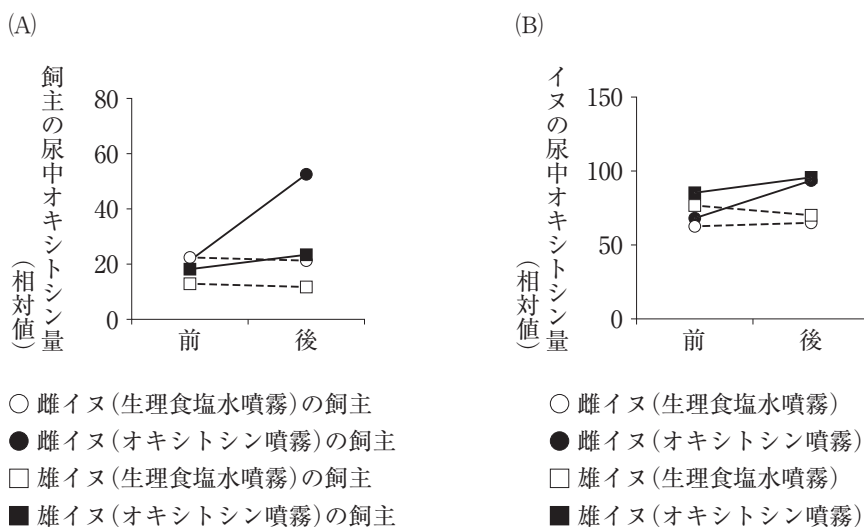 (A)
飼主の尿中オキシトシン量
(相対値)
80
60
40
20
0
前 後
○ 雌イヌ(生理食塩水噴霧)の飼主
● 雌イヌ(オキシトシン噴霧)の飼主
□ 雄イヌ(生理食塩水噴霧)の飼主
■ 雄イヌ(オキシトシン噴霧)の飼主
(B)
イヌの尿中オキシトシン量
(相対値)
150
100
50
0
前 後
○ 雌イヌ(生理食塩水噴霧)
● 雌イヌ(オキシトシン噴霧)
□ 雄イヌ(生理食塩水噴霧)
■ 雄イヌ(オキシトシン噴霧)